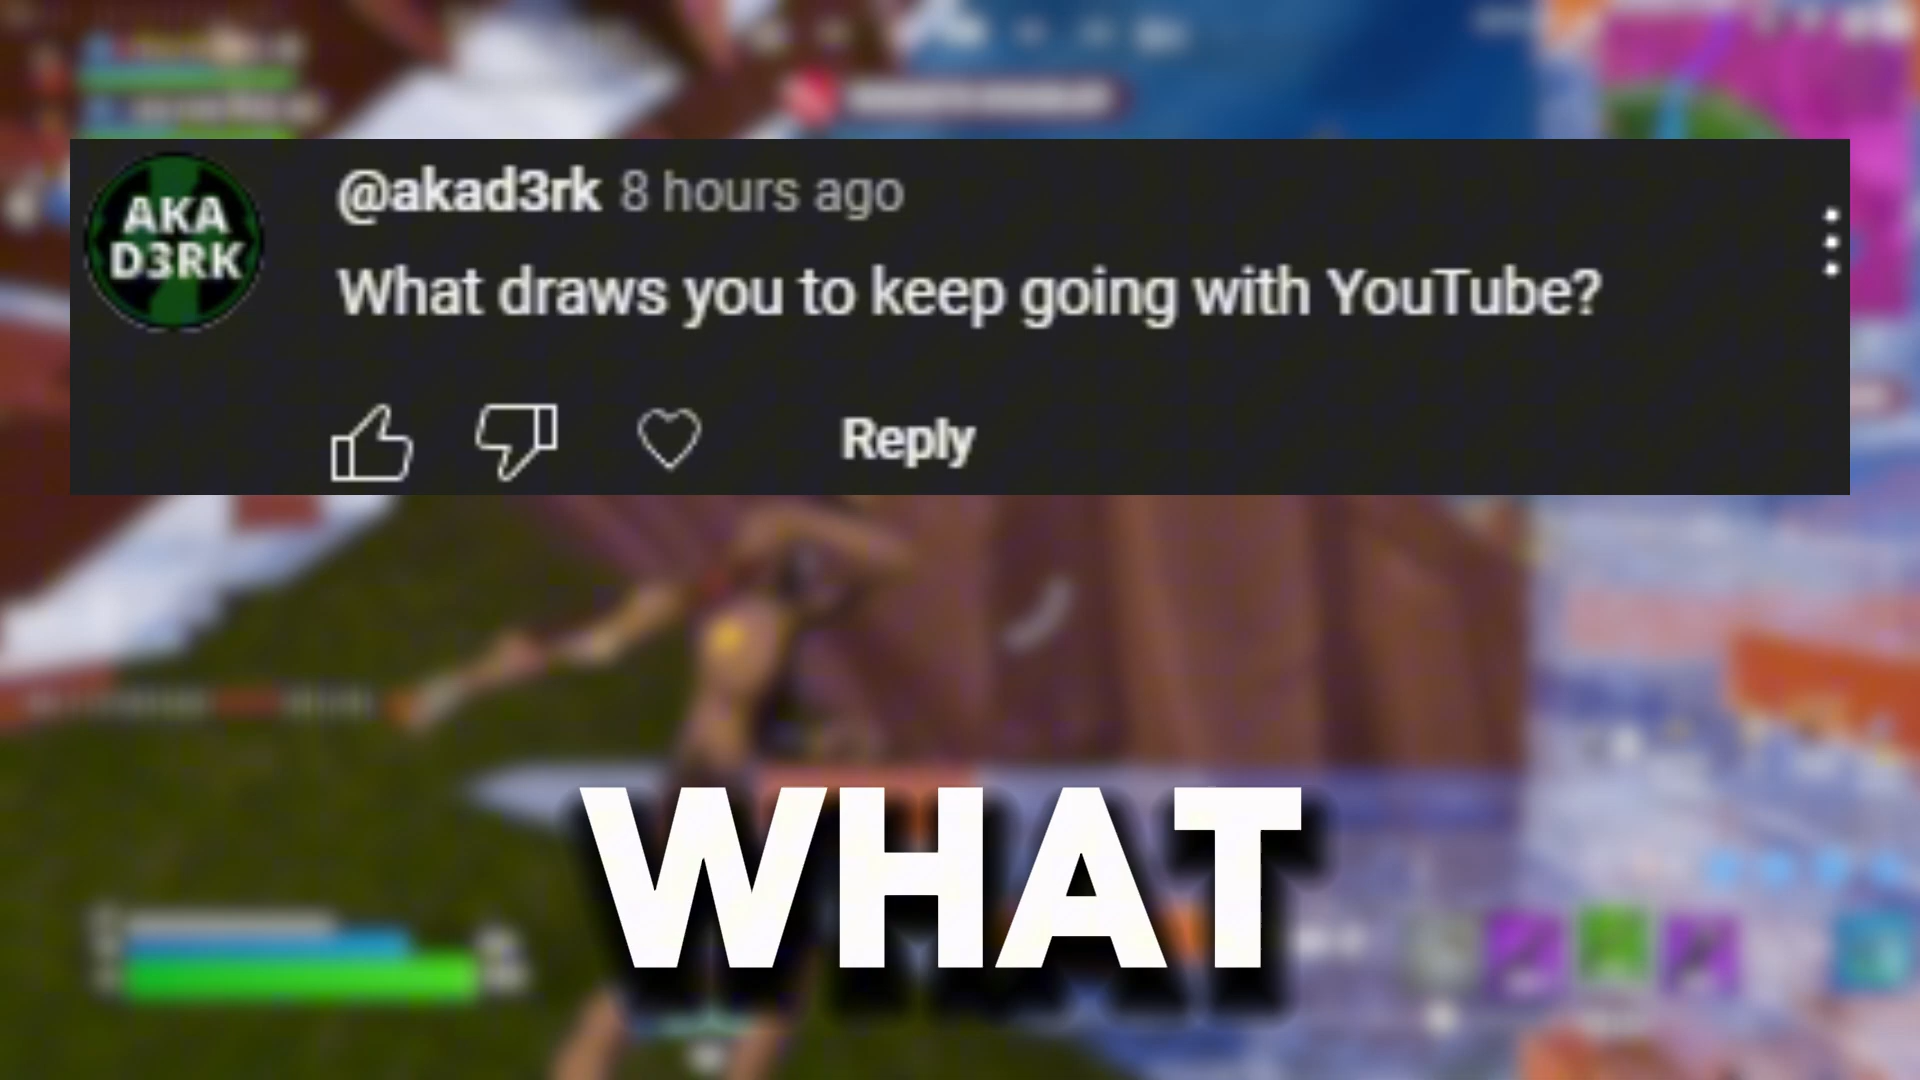 AKA
D3RK
@akad3rk 8 hours ago
What draws you to keep going with YouTube?
Reply
WHAT